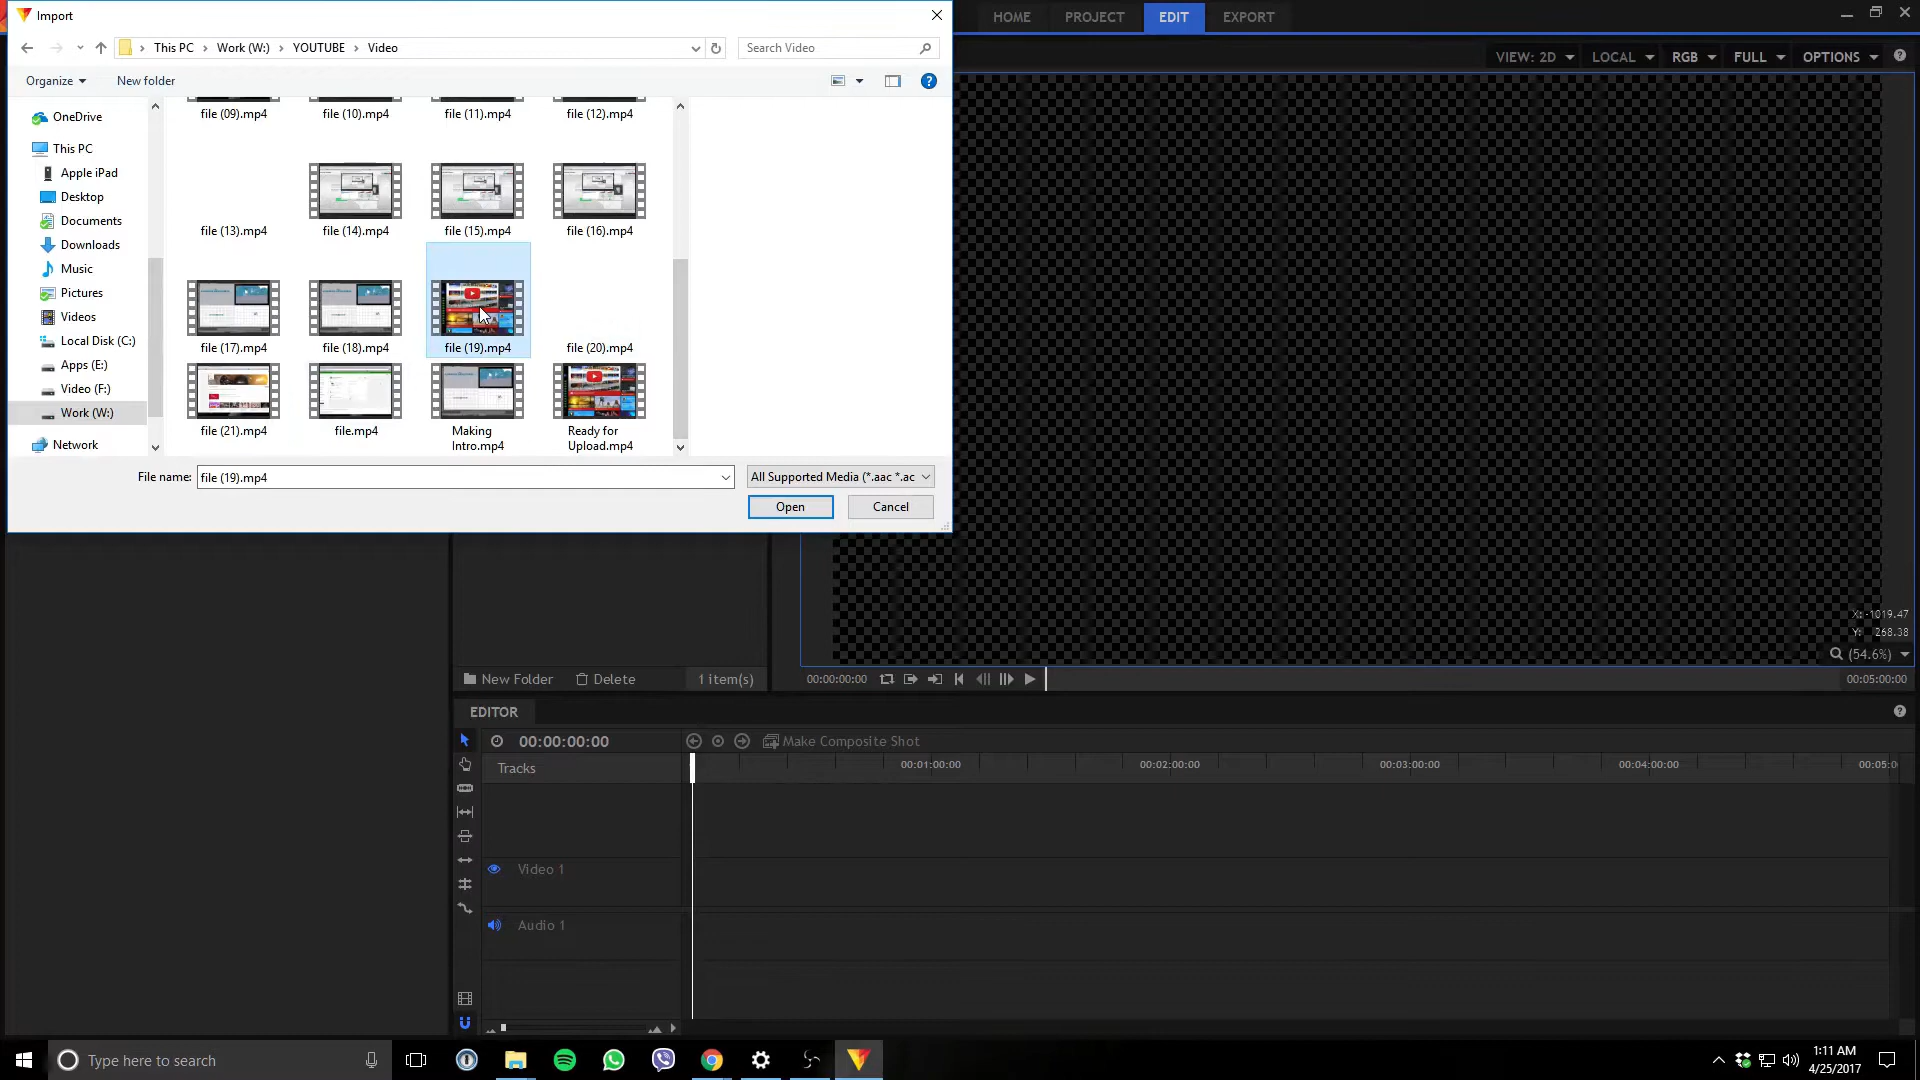 Import
HOME
PROJECT
EDIT
EXPORT
This PC
Work (W:)
YOUTUBE
Video
Search Video
Organize
New folder
VIEW: 2D
LOCAL
RGB
FULL
OPTIONS
OneDrive
This PC
Apple iPad
Desktop
Documents
Downloads
Music
Pictures
Videos
Local Disk (C:)
Apps (E:)
Video (F:)
Work (W:)
Network
file (09).mp4
file (10).mp4
file (11).mp4
file (12).mp4
file (13).mp4
file (14).mp4
file (15).mp4
file (16).mp4
file (17).mp4
file (18).mp4
file (19).mp4
file (20).mp4
file (21).mp4
file.mp4
Making
Intro.mp4
Ready for
Upload.mp4
File name:
file (19).mp4
All Supported Media (*.aac *.ac
Open
Cancel
X: -1019.47
Y: 268.38
(54.6%)
New Folder
Delete
1 item(s)
00:00:00:00
00:05:00:00
EDITOR
00:00:00:00
Make Composite Shot
Tracks
00:01:00:00
00:02:00:00
00:03:00:00
00:04:00:00
00:05:0
Video 1
Audio 1
Type here to search
1:11 AM
4/25/2017